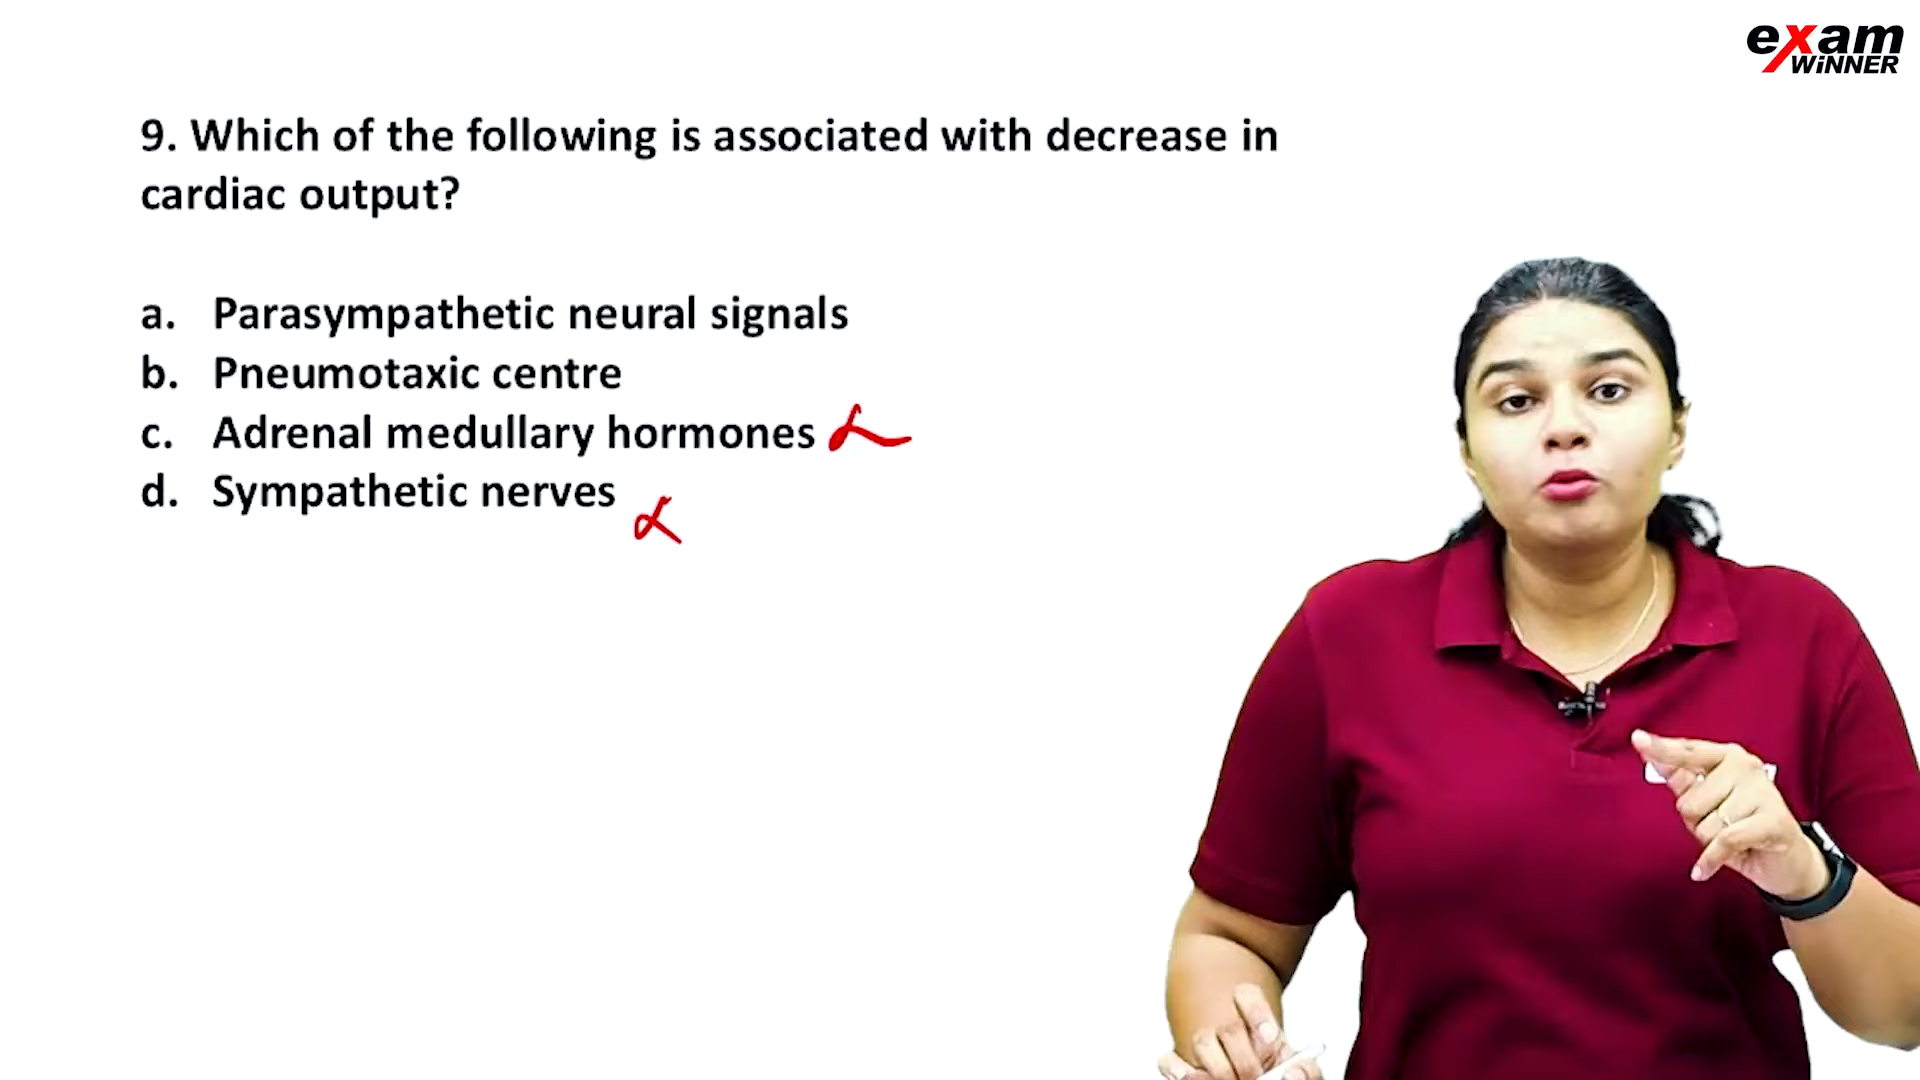 exam
WiNNER
9. Which of the following is associated with decrease in
cardiac output?
a. Parasympathetic neural signals
b. Pneumotaxic centre
c. Adrenal medullary hormones
d. Sympathetic nerves